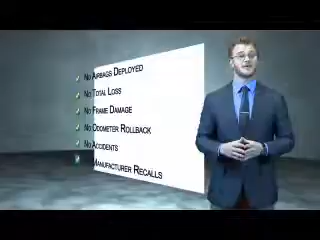 No Airbags Deployed
No Total Loss
No Frame Damage
No Odometer Rollback
No Accidents
Manufacturer Recalls